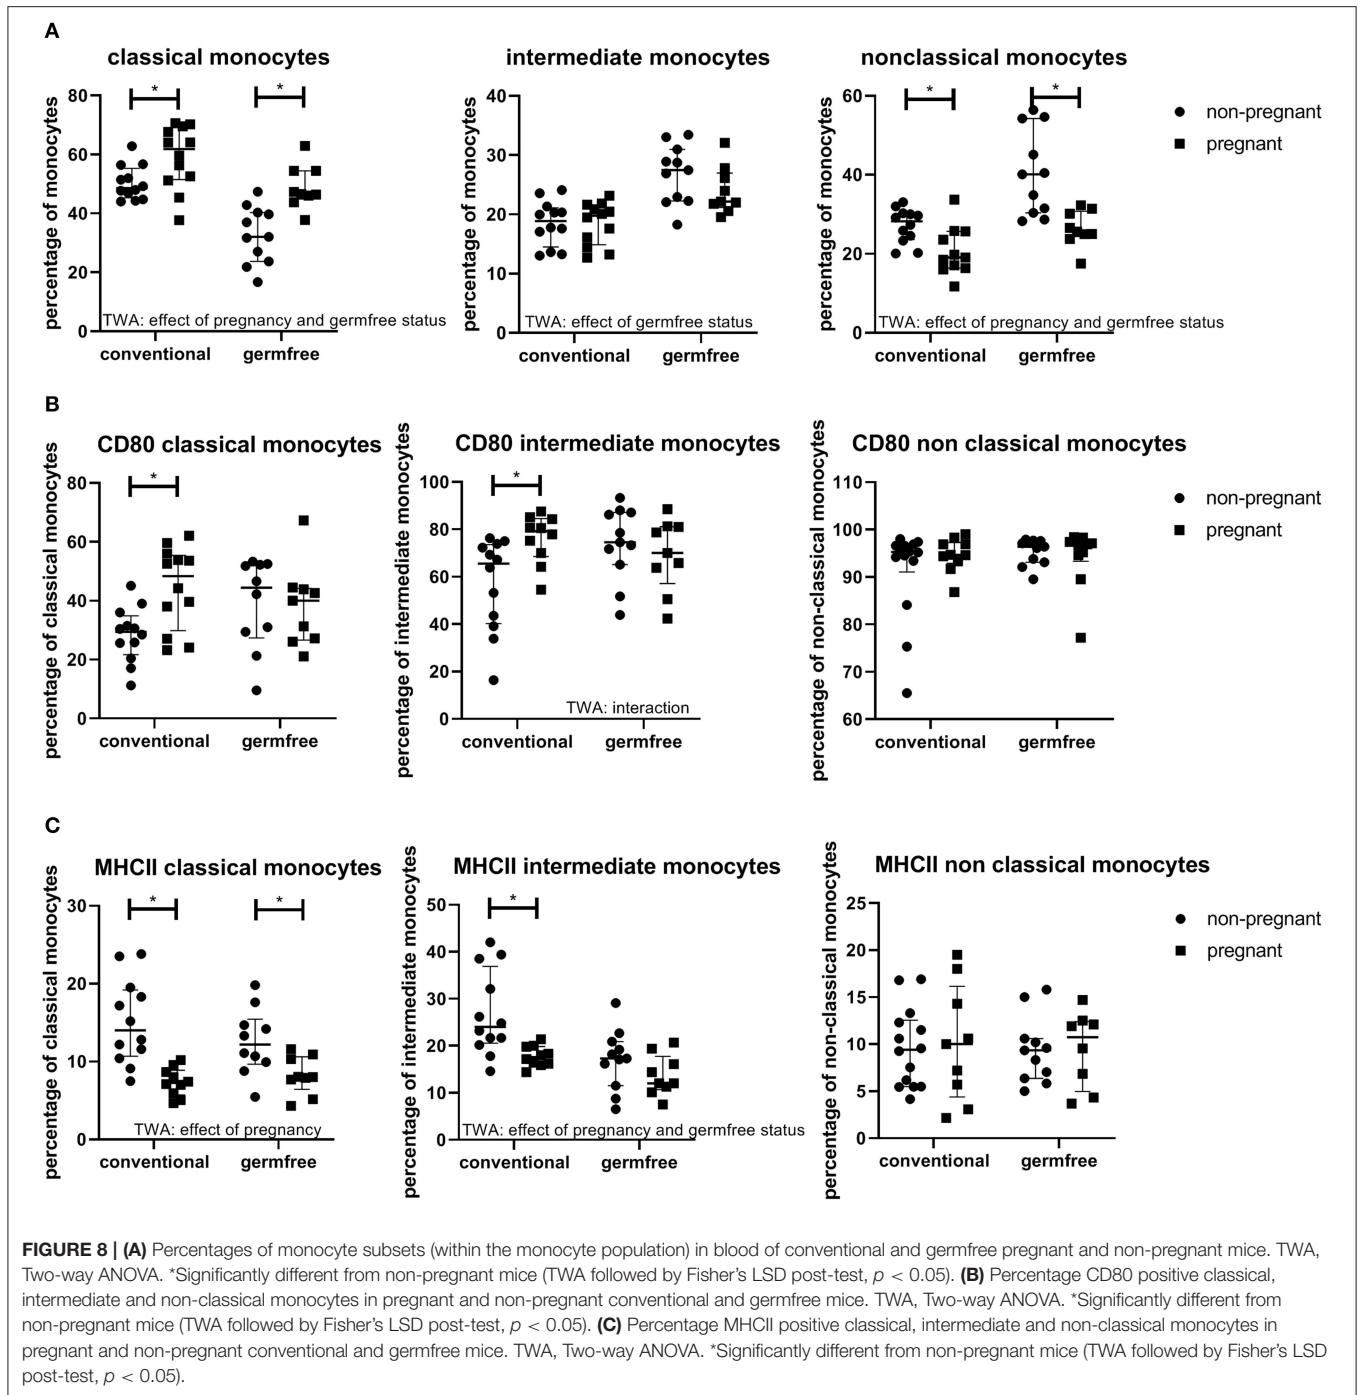 A
classical monocytes
intermediate monocytes
nonclassical monocytes
percentage of monocytes
80
60
40
20
0
*
*
TWA: effect of pregnancy and germfree status
conventional
germfree
percentage of monocytes
40
30
20
10
0
TWA: effect of germfree status
conventional
germfree
percentage of monocytes
60
40
20
0
*
*
TWA: effect of pregnancy and germfree status
conventional
germfree
non-pregnant
pregnant
B
CD80 classical monocytes
CD80 intermediate monocytes
CD80 non classical monocytes
percentage of classical monocytes
80
60
40
20
0
*
conventional
germfree
percentage of intermediate monocytes
100
80
60
40
20
0
*
TWA: interaction
conventional
germfree
percentage of non-classical monocytes
110
100
90
80
70
60
conventional
germfree
non-pregnant
pregnant
C
MHCII classical monocytes
MHCII intermediate monocytes
MHCII non classical monocytes
percentage of classical monocytes
30
20
10
0
*
*
TWA: effect of pregnancy
conventional
germfree
percentage of intermediate monocytes
50
40
30
20
10
0
*
TWA: effect of pregnancy and germfree status
conventional
germfree
percentage of non-classical monocytes
25
20
15
10
5
0
conventional
germfree
non-pregnant
pregnant
FIGURE 8 | (A) Percentages of monocyte subsets (within the monocyte population) in blood of conventional and germfree pregnant and non-pregnant mice. TWA,
Two-way ANOVA. *Significantly different from non-pregnant mice (TWA followed by Fisher's LSD post-test, p < 0.05). (B) Percentage CD80 positive classical,
intermediate and non-classical monocytes in pregnant and non-pregnant conventional and germfree mice. TWA, Two-way ANOVA. *Significantly different from
non-pregnant mice (TWA followed by Fisher's LSD post-test, p < 0.05). (C) Percentage MHCII positive classical, intermediate and non-classical monocytes in
pregnant and non-pregnant conventional and germfree mice. TWA, Two-way ANOVA. *Significantly different from non-pregnant mice (TWA followed by Fisher's LSD
post-test, p < 0.05).